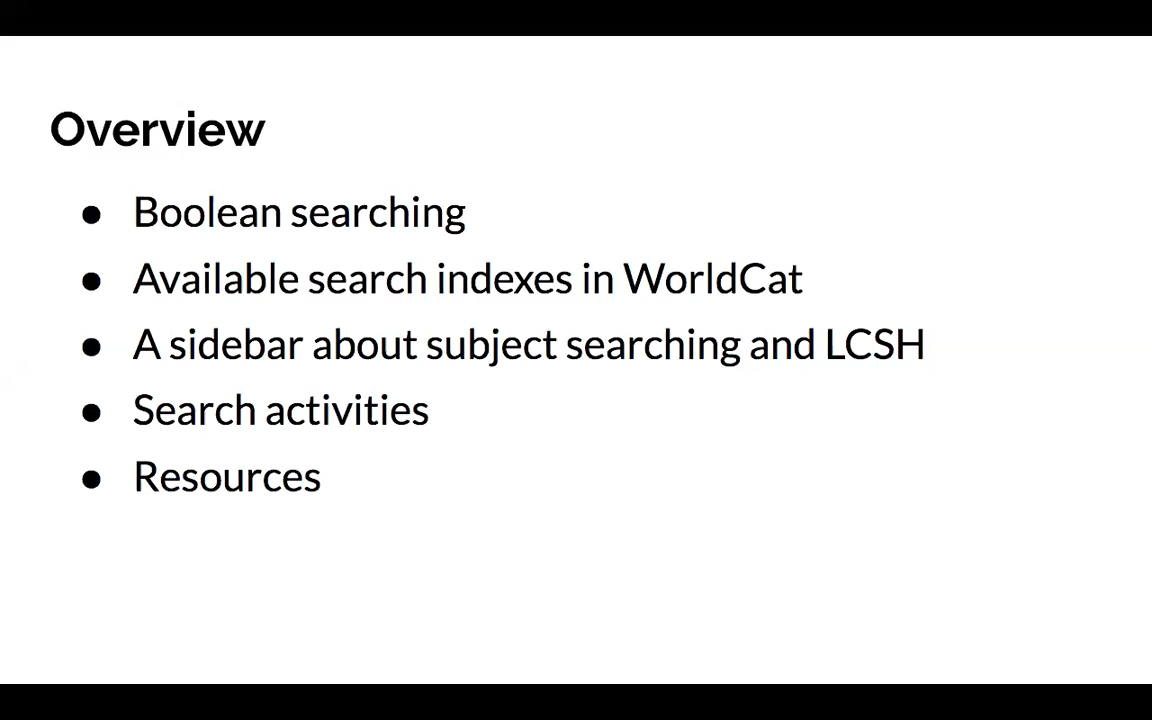 Overview
● Boolean searching
● Available search indexes in WorldCat
● A sidebar about subject searching and LCSH
● Search activities
● Resources